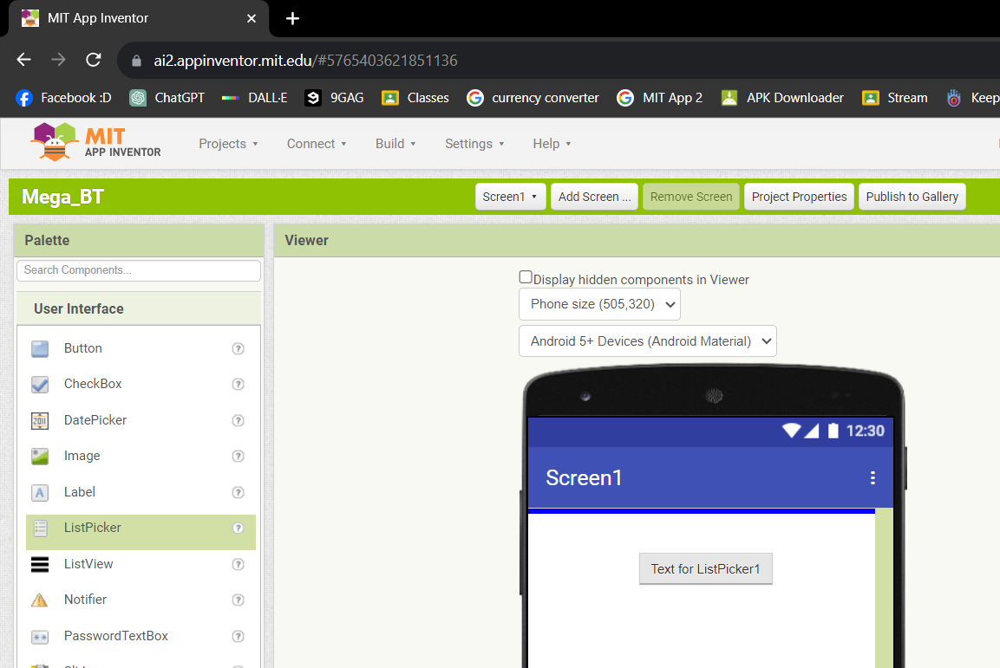 MIT App Inventor
ai2.appinventor.mit.edu/#5765403621851136
Facebook :D ChatGPT DALL·E 9GAG Classes currency converter MIT App 2 APK Downloader Stream Keep
MIT
APP INVENTOR
Projects Connect Build Settings Help
Mega_BT Screen1 Add Screen ... Remove Screen Project Properties Publish to Gallery
Palette
Viewer
Search Components...
Display hidden components in Viewer
User Interface
Phone size (505,320)
Android 5+ Devices (Android Material)
Button
CheckBox
DatePicker
Image
Label
ListPicker
ListView
Notifier
PasswordTextBox
12:30
Screen1
Text for ListPicker1